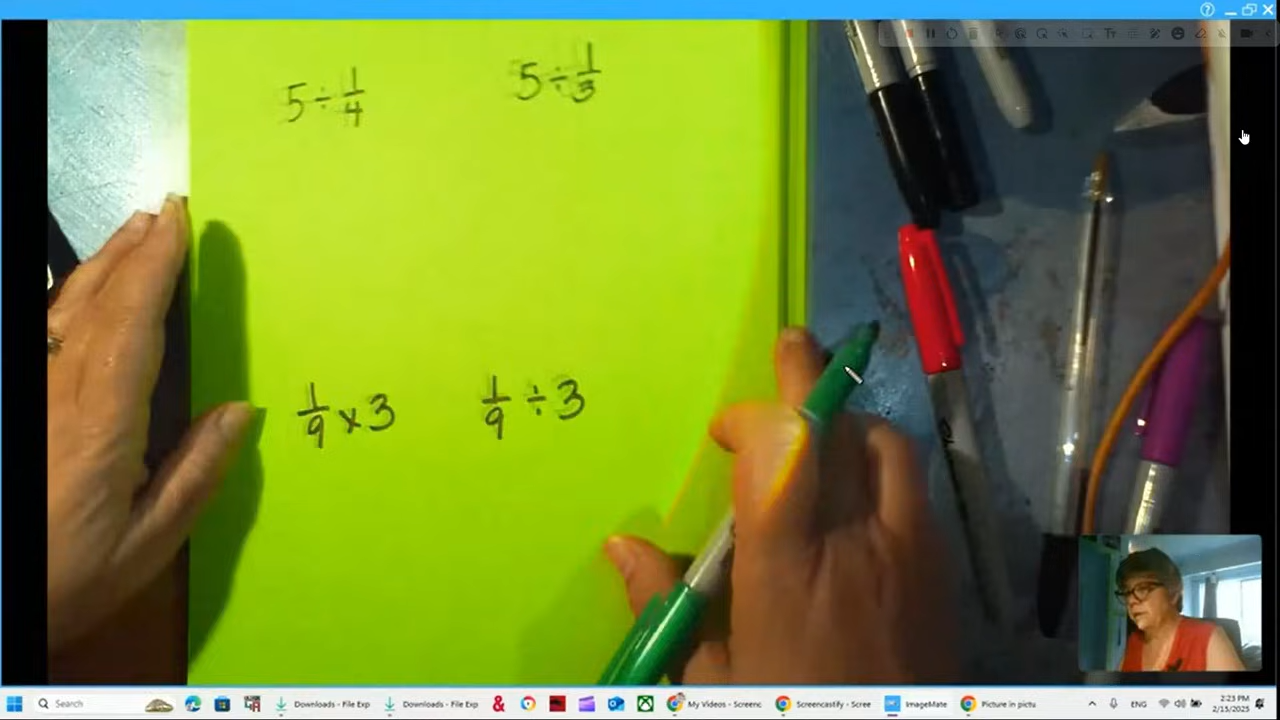 5 ÷ 1/4 5 ÷ 1/3
1/9 x 3 1/9 ÷ 3
Search
Downloads - File Exp
Downloads - File Exp
My Videos - Screenc
Screencastify - Scree
ImageMate
Picture in pictu
ENG
2:23 PM
2/15/2025